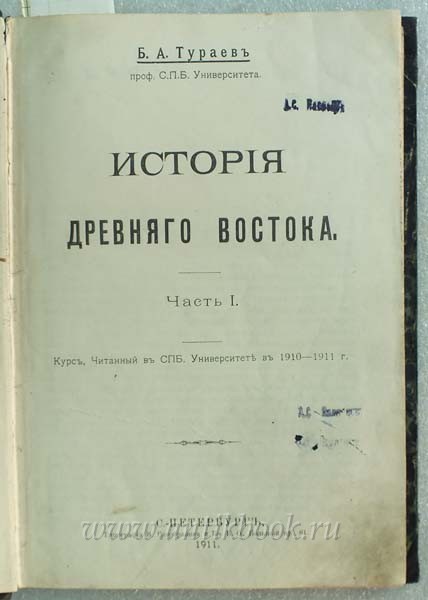 Б. А. Тураевъ
проф. С.П.Б. Университета.
А.С.
ИСТОРІЯ
ДРЕВНЯГО ВОСТОКА.
Часть I.
Курсъ, Читанный въ СПБ. Университетѣ въ 1910—1911 г.
А.С.
С-ПЕТЕРБУРГЪ.
1911.